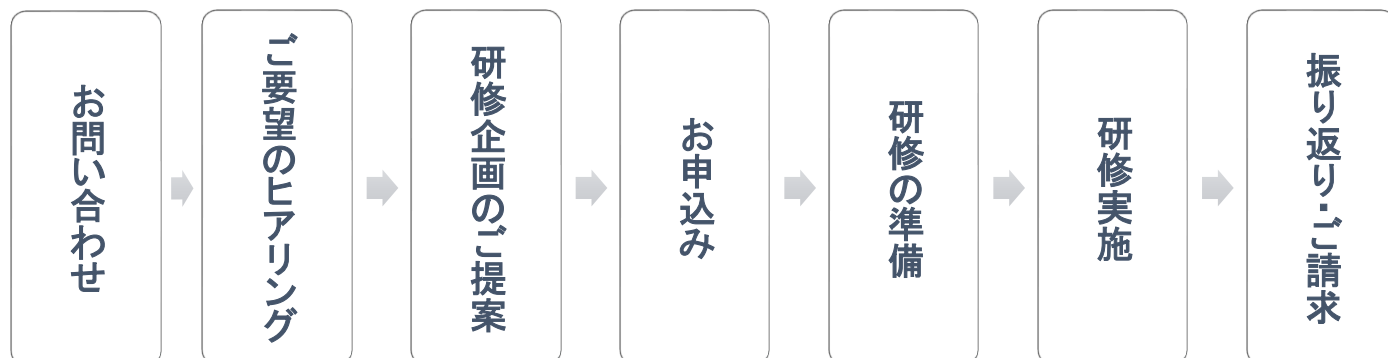 お問い合わせ
ご要望のヒアリング
研修企画のご提案
お申込み
研修の準備
研修実施
振り返り・ご請求